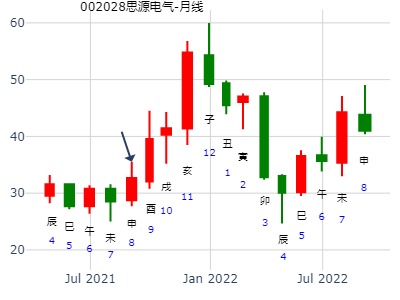 002028思源电气-月线
60
50
40
30
20
辰
4
巳
5
午
6
未
7
申
8
酉
9
戌
10
亥
11
子
12
丑
1
寅
2
卯
3
辰
4
巳
5
午
6
未
7
申
8
Jul 2021
Jan 2022
Jul 2022